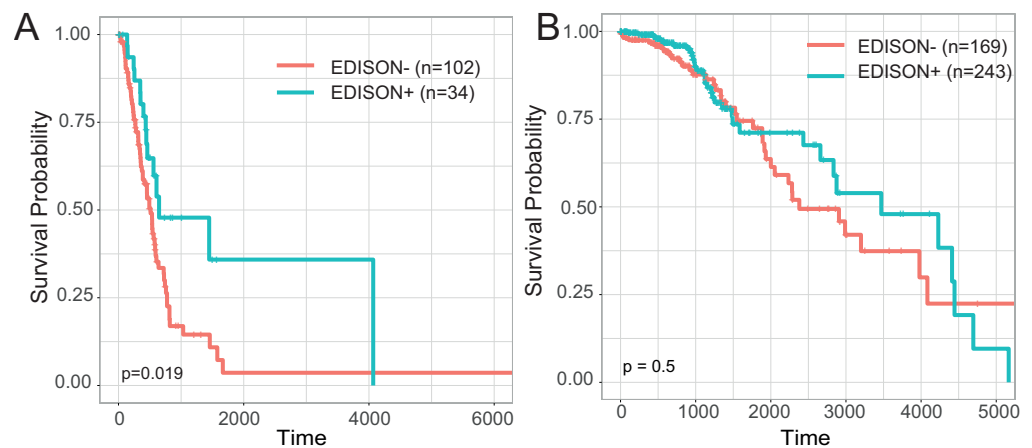 A
1.00
0.75
0.50
0.25
0.00
Survival Probability
EDISON- (n=102)
EDISON+ (n=34)
p=0.019
0 2000 4000 6000
Time
B
1.00
0.75
0.50
0.25
0.00
Survival Probability
EDISON- (n=169)
EDISON+ (n=243)
p = 0.5
0 1000 2000 3000 4000 5000
Time